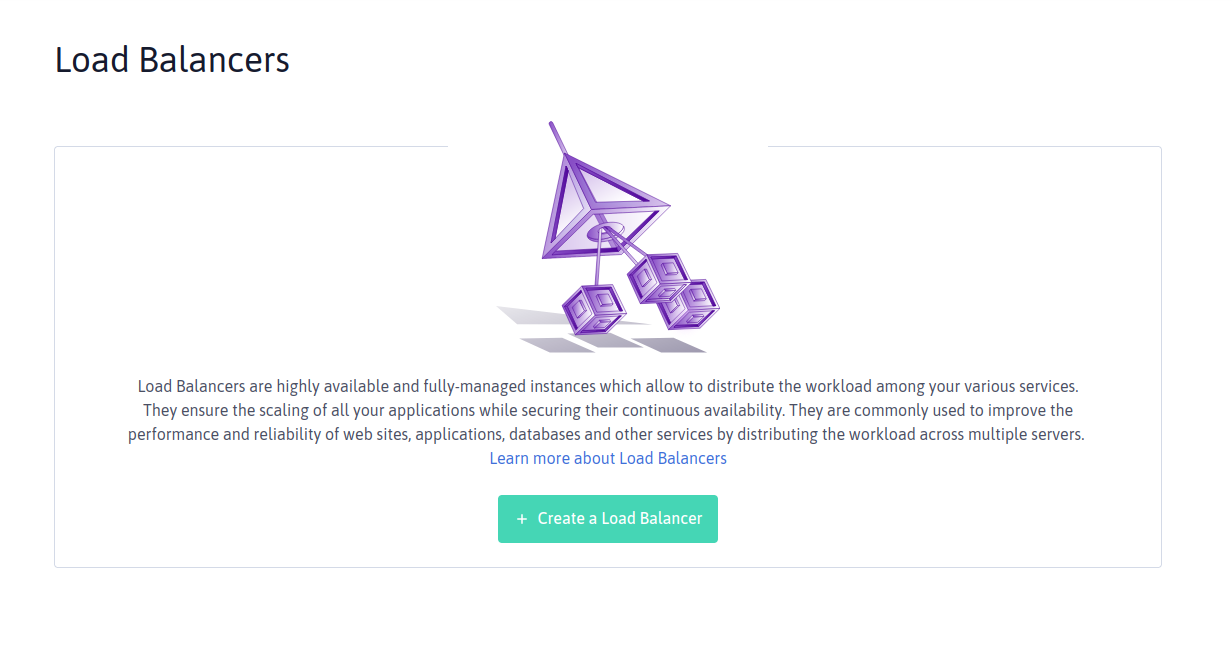 Load Balancers
Load Balancers are highly available and fully-managed instances which allow to distribute the workload among your various services.
They ensure the scaling of all your applications while securing their continuous availability. They are commonly used to improve the
performance and reliability of web sites, applications, databases and other services by distributing the workload across multiple servers.
Learn more about Load Balancers
+ Create a Load Balancer